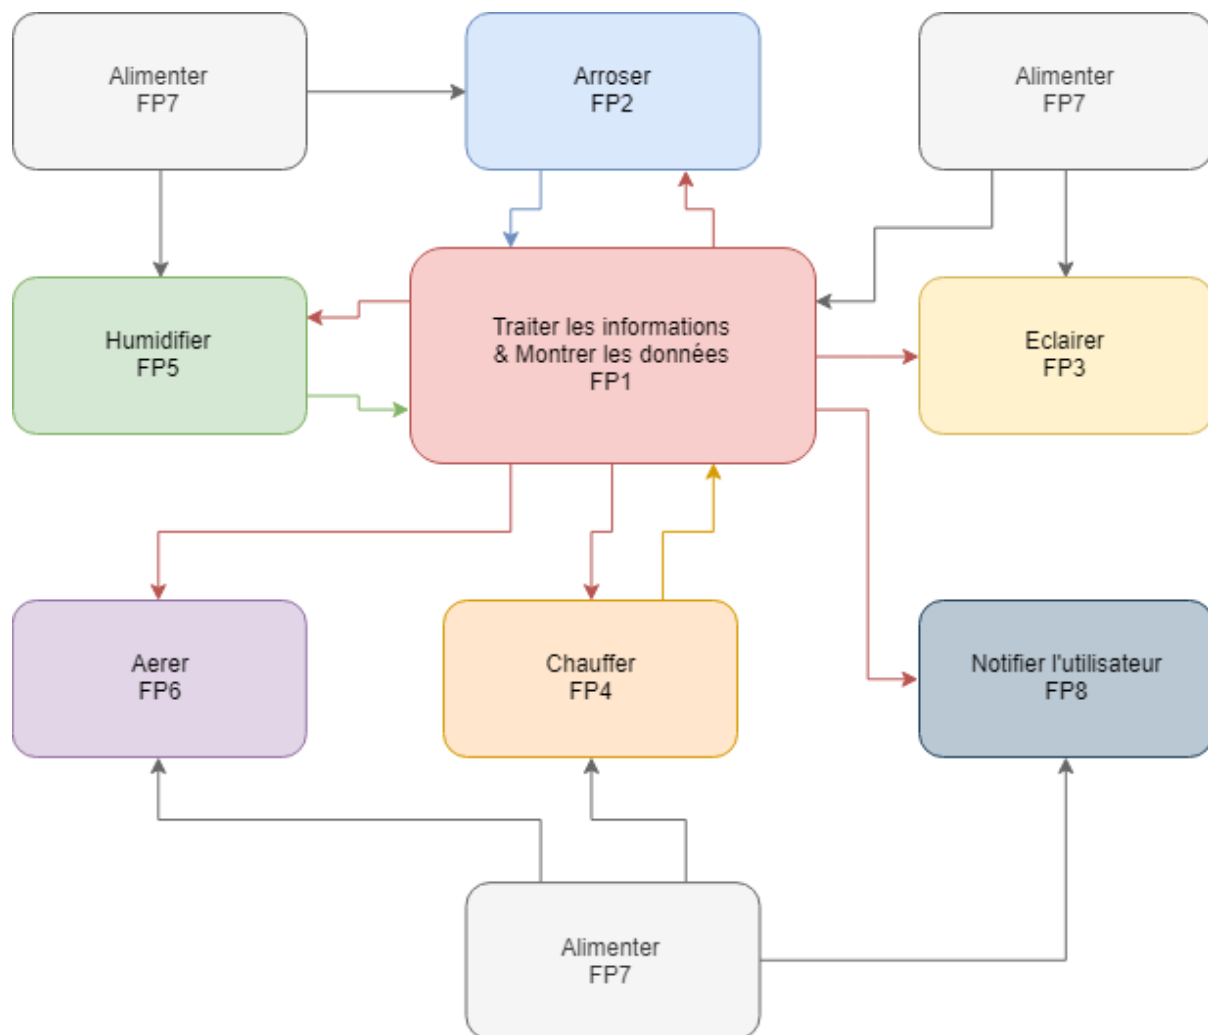 Alimenter
FP7
Arroser
FP2
Alimenter
FP7
Humidifier
FP5
Traiter les informations
& Montrer les données
FP1
Eclairer
FP3
Aerer
FP6
Chauffer
FP4
Notifier l'utilisateur
FP8
Alimenter
FP7